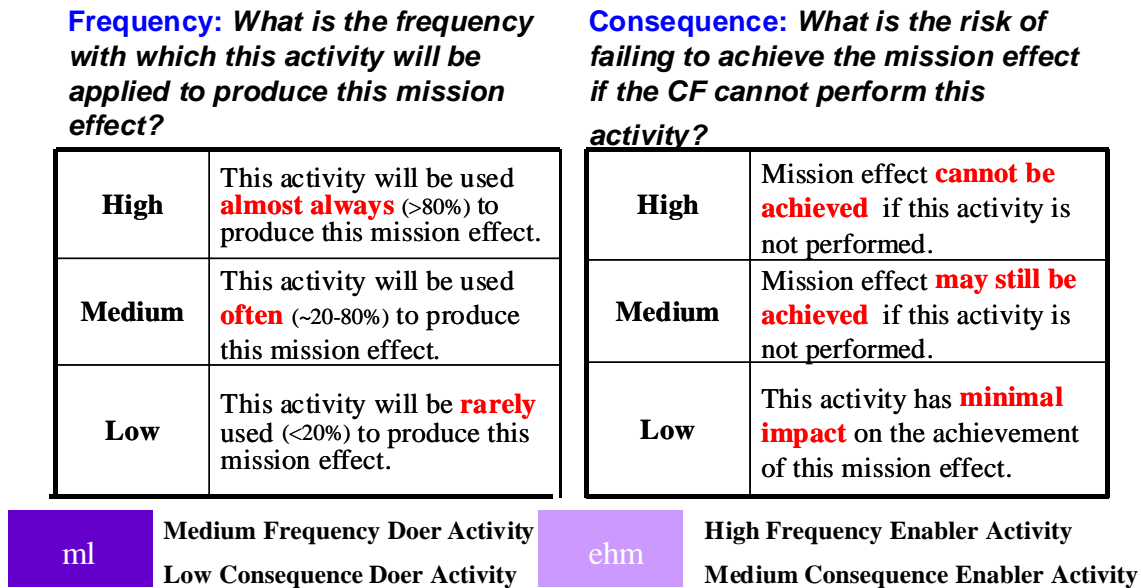 Frequency: What is the frequency
with which this activity will be
applied to produce this mission
effect?
High
This activity will be used
almost always (>80%) to
produce this mission effect.
Medium
This activity will be used
often (~20-80%) to produce
this mission effect.
Low
This activity will be rarely
used (<20%) to produce this
mission effect.
Consequence: What is the risk of
failing to achieve the mission effect
if the CF cannot perform this
activity?
High
Mission effect cannot be
achieved if this activity is
not performed.
Medium
Mission effect may still be
achieved if this activity is
not performed.
Low
This activity has minimal
impact on the achievement
of this mission effect.
ml
Medium Frequency Doer Activity
Low Consequence Doer Activity
ehm
High Frequency Enabler Activity
Medium Consequence Enabler Activity